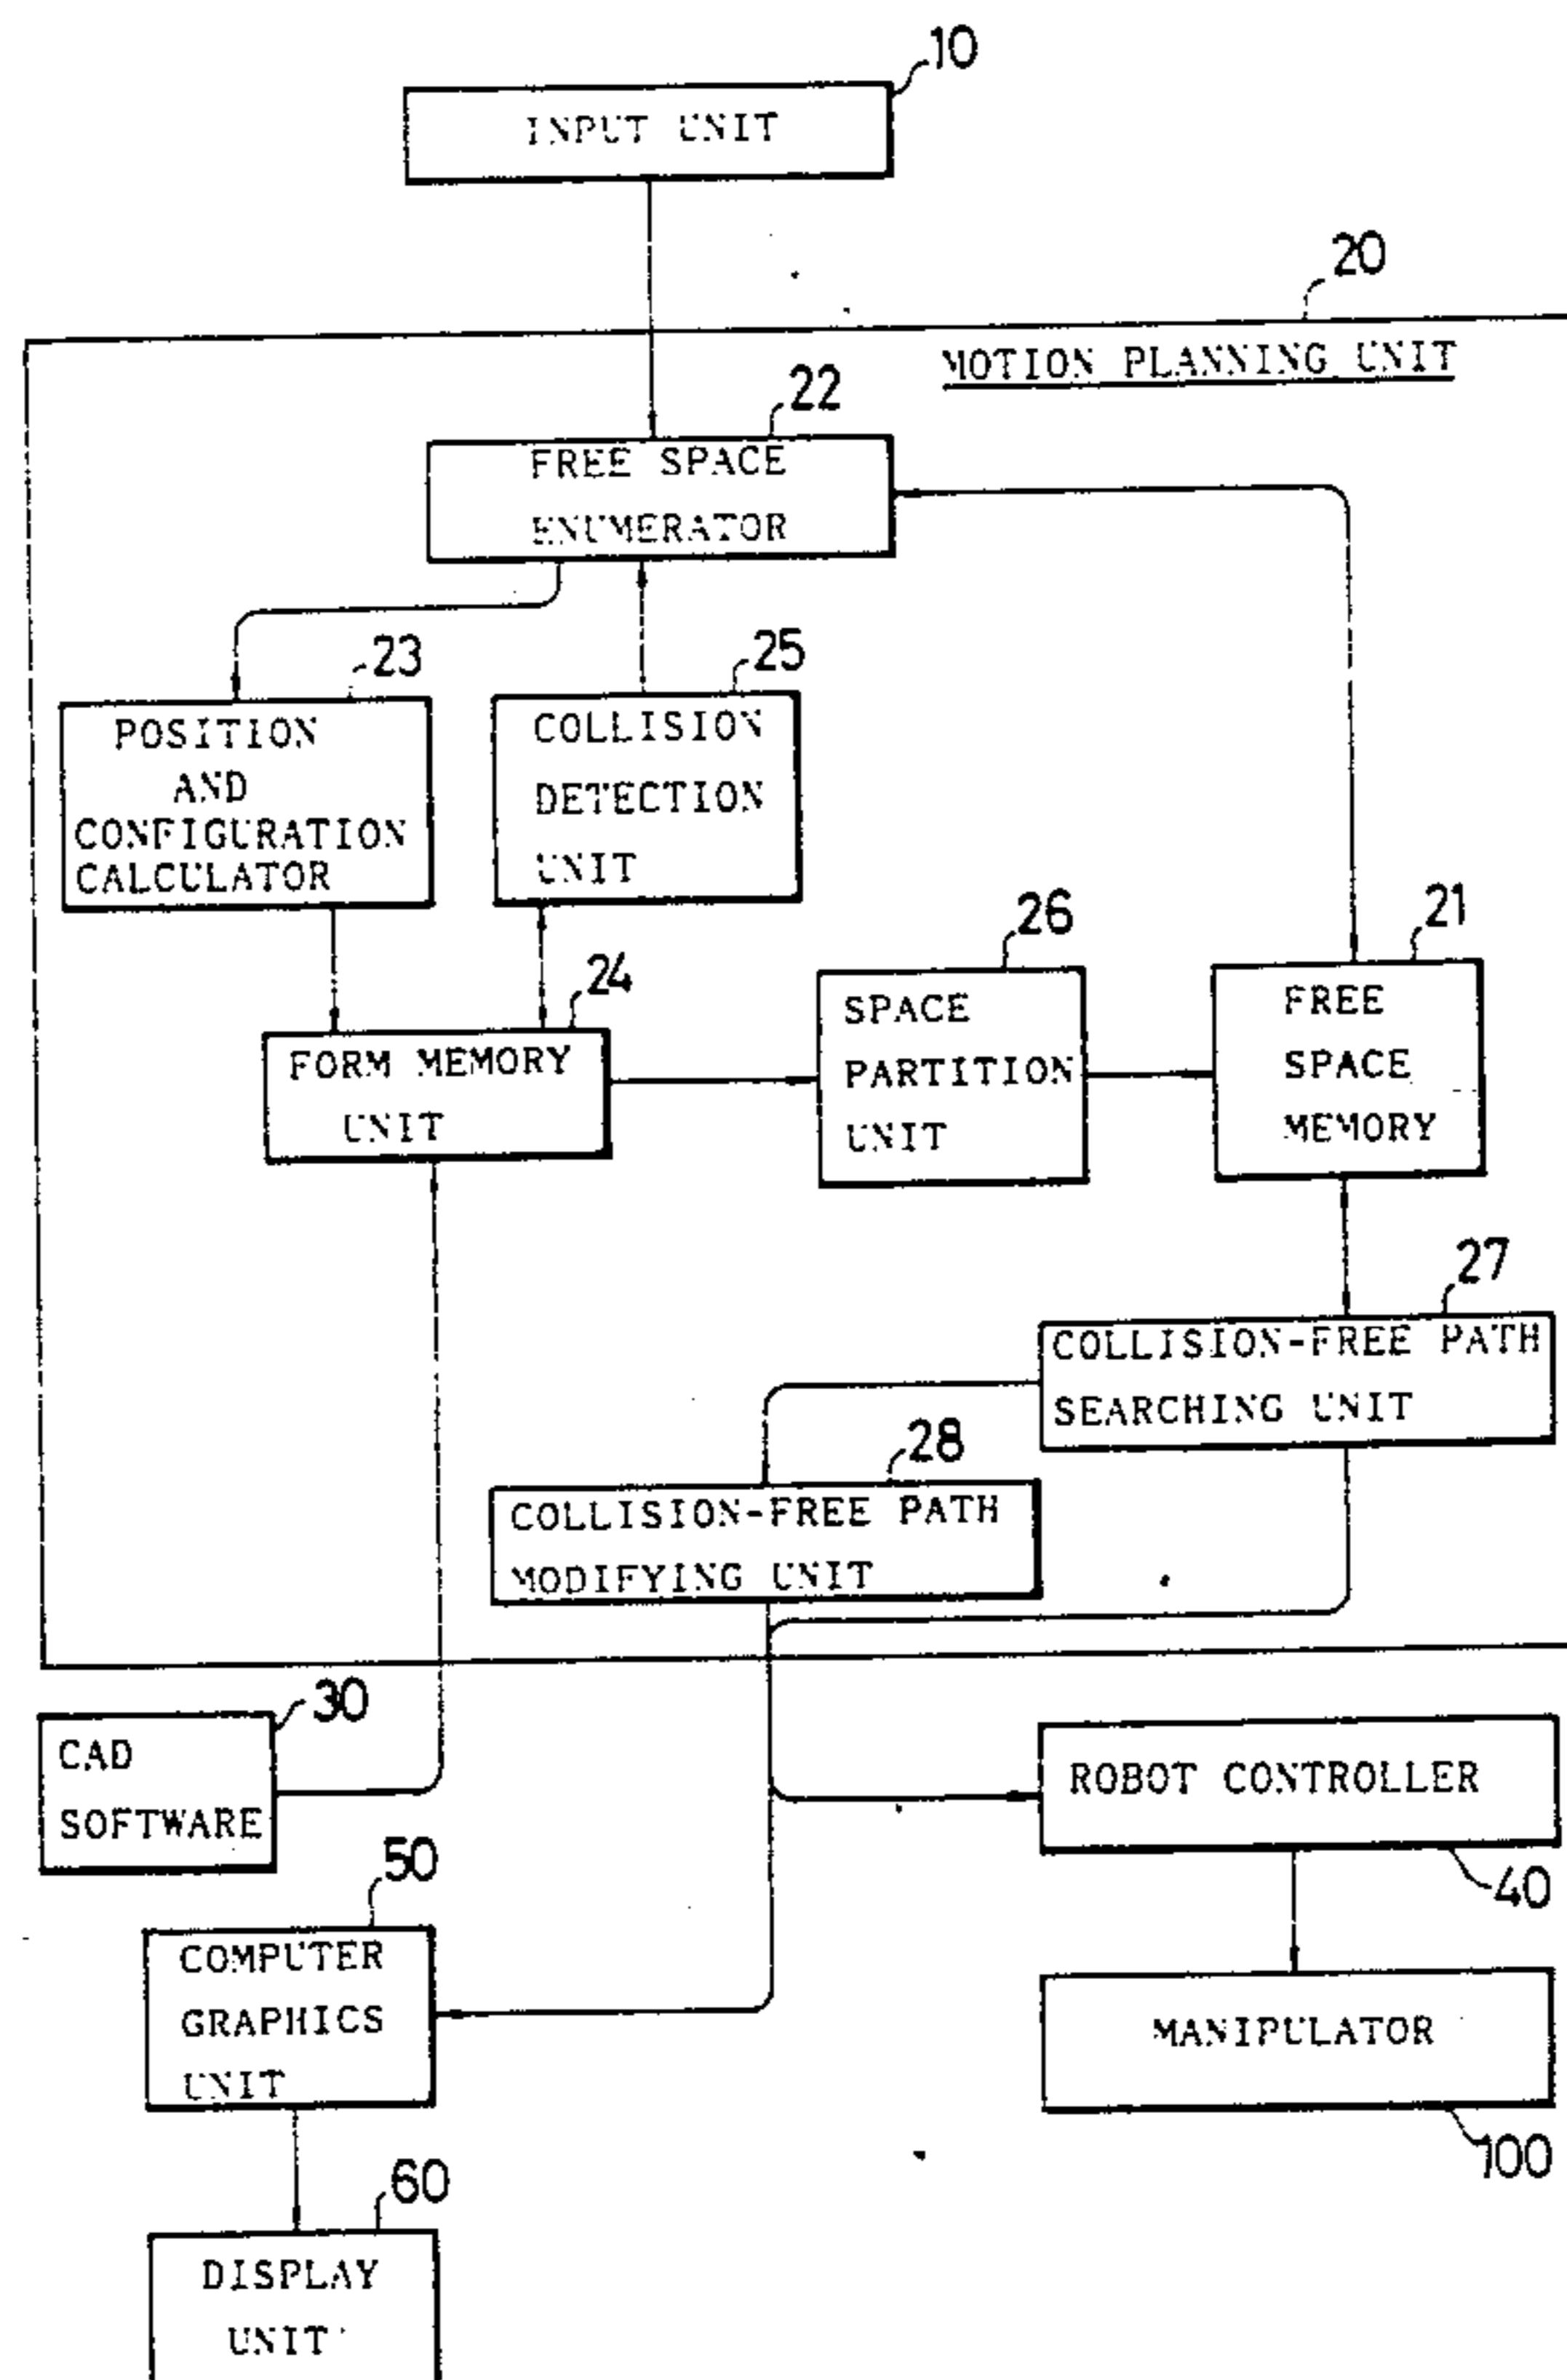 10
INPUT UNIT
20
MOTION PLANNING UNIT
22
FREE SPACE
ENUMERATOR
23
POSITION
AND
CONFIGURATION
CALCULATOR
25
COLLISION
DETECTION
UNIT
24
FORM MEMORY
UNIT
26
SPACE
PARTITION
UNIT
21
FREE
SPACE
MEMORY
27
COLLISION-FREE PATH
SEARCHING UNIT
28
COLLISION-FREE PATH
MODIFYING UNIT
30
CAD
SOFTWARE
ROBOT CONTROLLER
40
50
COMPUTER
GRAPHICS
UNIT
MANIPULATOR
100
60
DISPLAY
UNIT